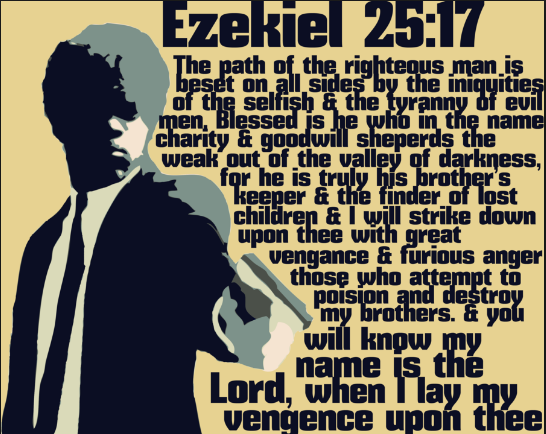 Ezekiel 25:17
The path of the righteous man is
beset on all sides by the iniquities
of the selfish & the tyranny of evil
men. Blessed is he who in the name
charity & goodwill sheperds the
weak out of the valley of darkness,
for he is truly his brother's
keeper & the finder of lost
children & I will strike down
upon thee with great
vengance & furious anger
those who attempt to
poision and destroy
my brothers. & you
will know my
name is the
Lord, when I lay my
vengence upon thee